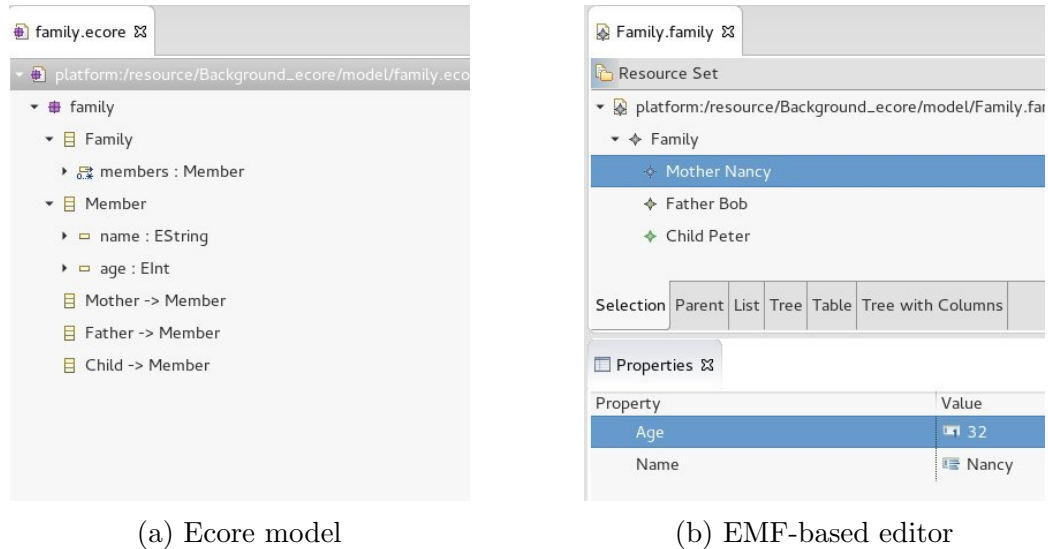 family.ecore
platform:/resource/Background_ecore/model/family.eco
family
Family
0..* members : Member
Member
name : EString
age : EInt
Mother -> Member
Father -> Member
Child -> Member
(a) Ecore model
Family.family
Resource Set
platform:/resource/Background_ecore/model/Family.far
Family
Mother Nancy
Father Bob
Child Peter
Selection Parent List Tree Table Tree with Columns
Properties
Property Value
Age 32
Name Nancy
(b) EMF-based editor